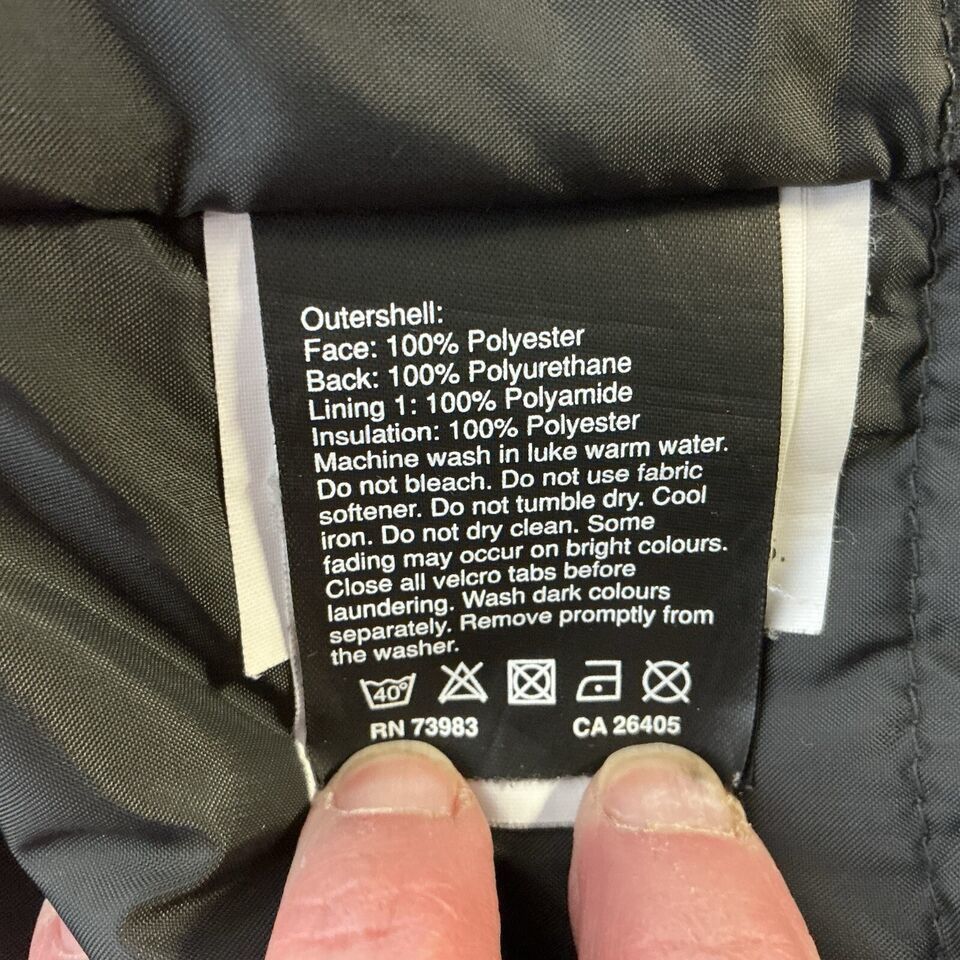 Outershell:
Face: 100% Polyester
Back: 100% Polyurethane
Lining 1: 100% Polyamide
Insulation: 100% Polyester
Machine wash in luke warm water.
Do not bleach. Do not use fabric
softener. Do not tumble dry. Cool
iron. Do not dry clean. Some
fading may occur on bright colours.
Close all velcro tabs before
laundering. Wash dark colours
separately. Remove promptly from
the washer.
40°
RN 73983 CA 26405